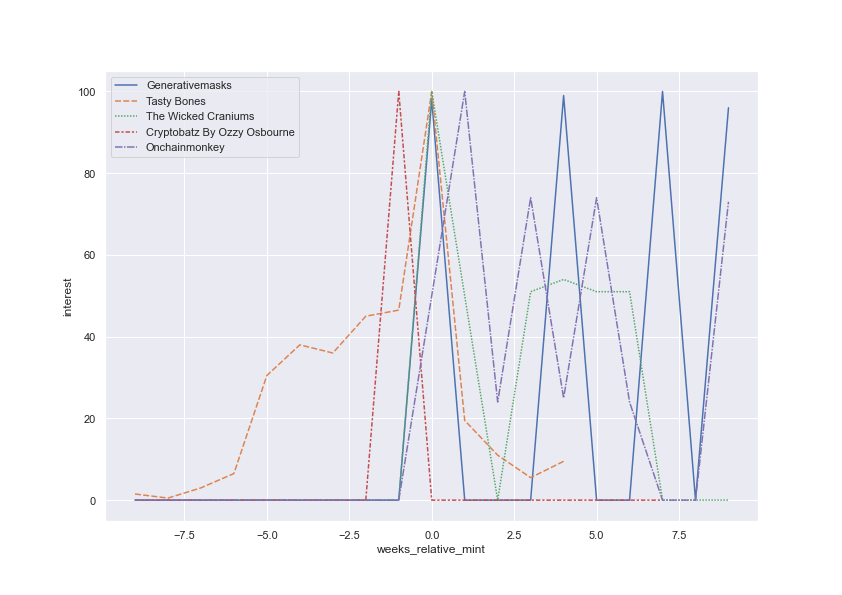 Generativemasks
Tasty Bones
The Wicked Craniums
Cryptobatz By Ozzy Osbourne
Onchainmonkey
100
80
60
40
20
0
interest
−7.5 −5.0 −2.5 0.0 2.5 5.0 7.5
weeks_relative_mint